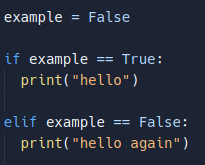 example = False
if example == True:
    print("hello")
elif example == False:
    print("hello again")